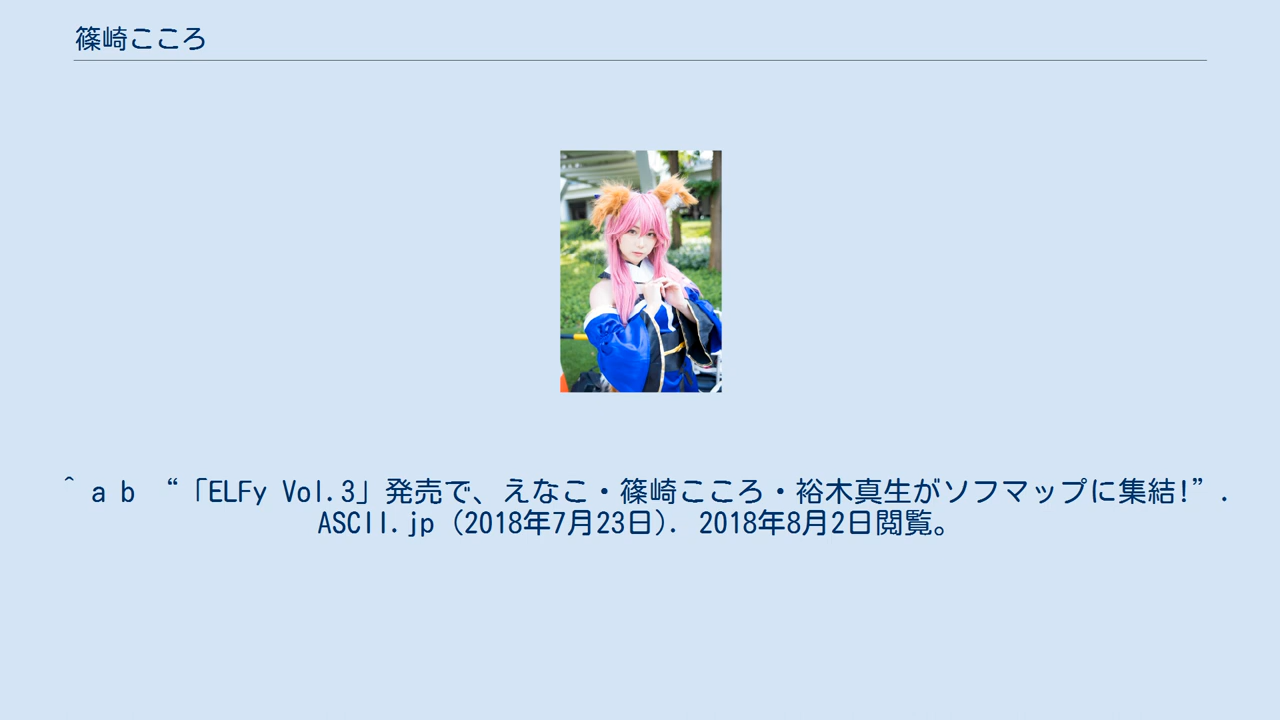 篠崎こころ
^ a b “「ELFy Vol.3」発売で、えなこ・篠崎こころ・裕木真生がソフマップに集結!”.
ASCII.jp (2018年7月23日). 2018年8月2日閲覧。